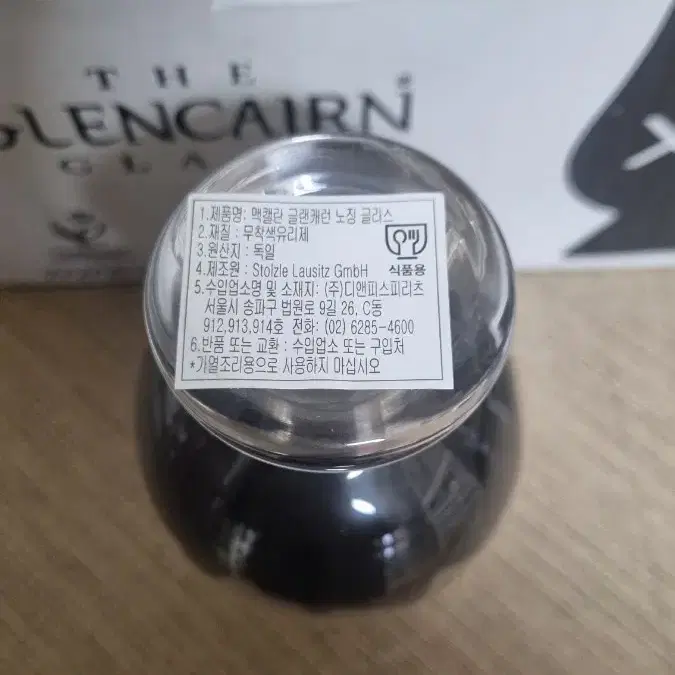 THE
GLENCAIRN
GLA
1.제품명: 맥캘란 글랜캐런 노징 글라스
2.재질 : 무착색유리제
3.원산지 : 독일
4.제조원 : Stolzle Lausitz GmbH
식품용
5.수입업소명 및 소재지: (주)디앤피스피리츠
서울시 송파구 법원로 9길 26, C동
912,913,914호 전화: (02) 6285-4600
6.반품 또는 교환 : 수입업소 또는 구입처
*가열조리용으로 사용하지 마십시오